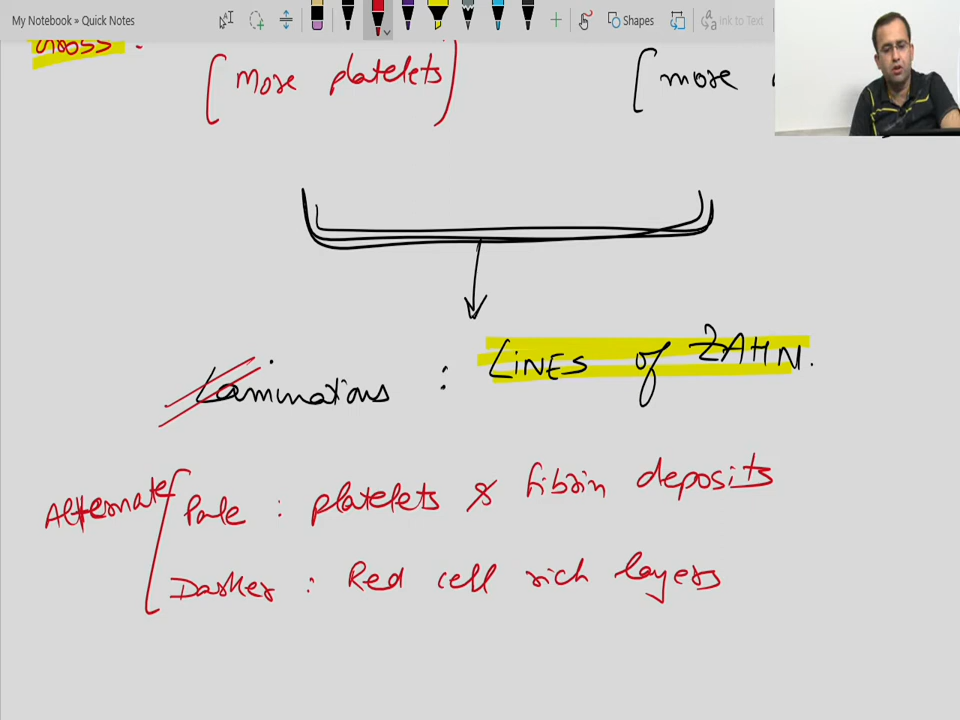 My Notebook » Quick Notes
Shapes
Ink to Text
Gross :
[More platelets]
[more
Laminations : LINES of ZAHN.
Alternate [ Pale : platelets & fibrin deposits
Darker : Red cell rich layers